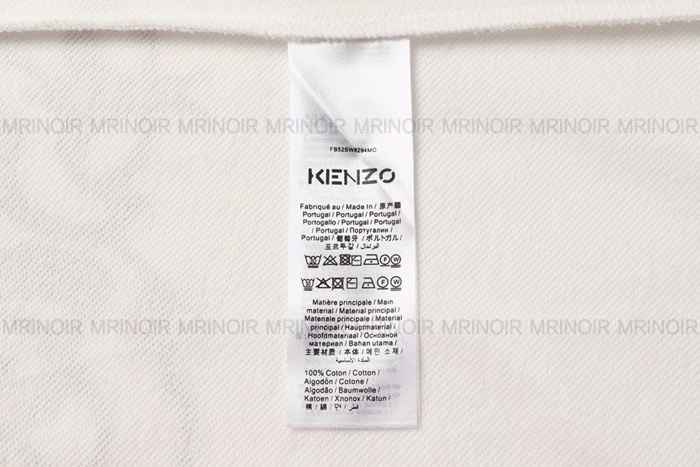 MRINOIR MRINOIR MRINOIR MRINOIR MRINOIR MRINOIR MRINOIR MRINOIR
FB52SW8294MO
KENZO
Fabriqué au / Made in / 原产國
Portugal / Portugal / Portugal /
Portogallo / Portugal / Portugal
/ Portugal / Португалии /
Portugal / 葡萄牙 / ポルトガル /
포르투갈 / البرتغال
Matière principale / Main
material / Material principal /
Materiale principale / Material
principal / Hauptmaterial /
Hoofdmateriaal / Основной
материал / Bahan utama /
主要材质 / 本体 / 메인 소재 /
المادة الأساسية
MRINOIR MRINOIR MRINOIR MRINOIR MRINOIR MRINOIR MRINOIR MRINOIR
100% Coton / Cotton /
Algodón / Cotone /
Algodão / Baumwolle /
Katoen / Хлопок / Katun /
棉 / 綿 / 면 / قطن